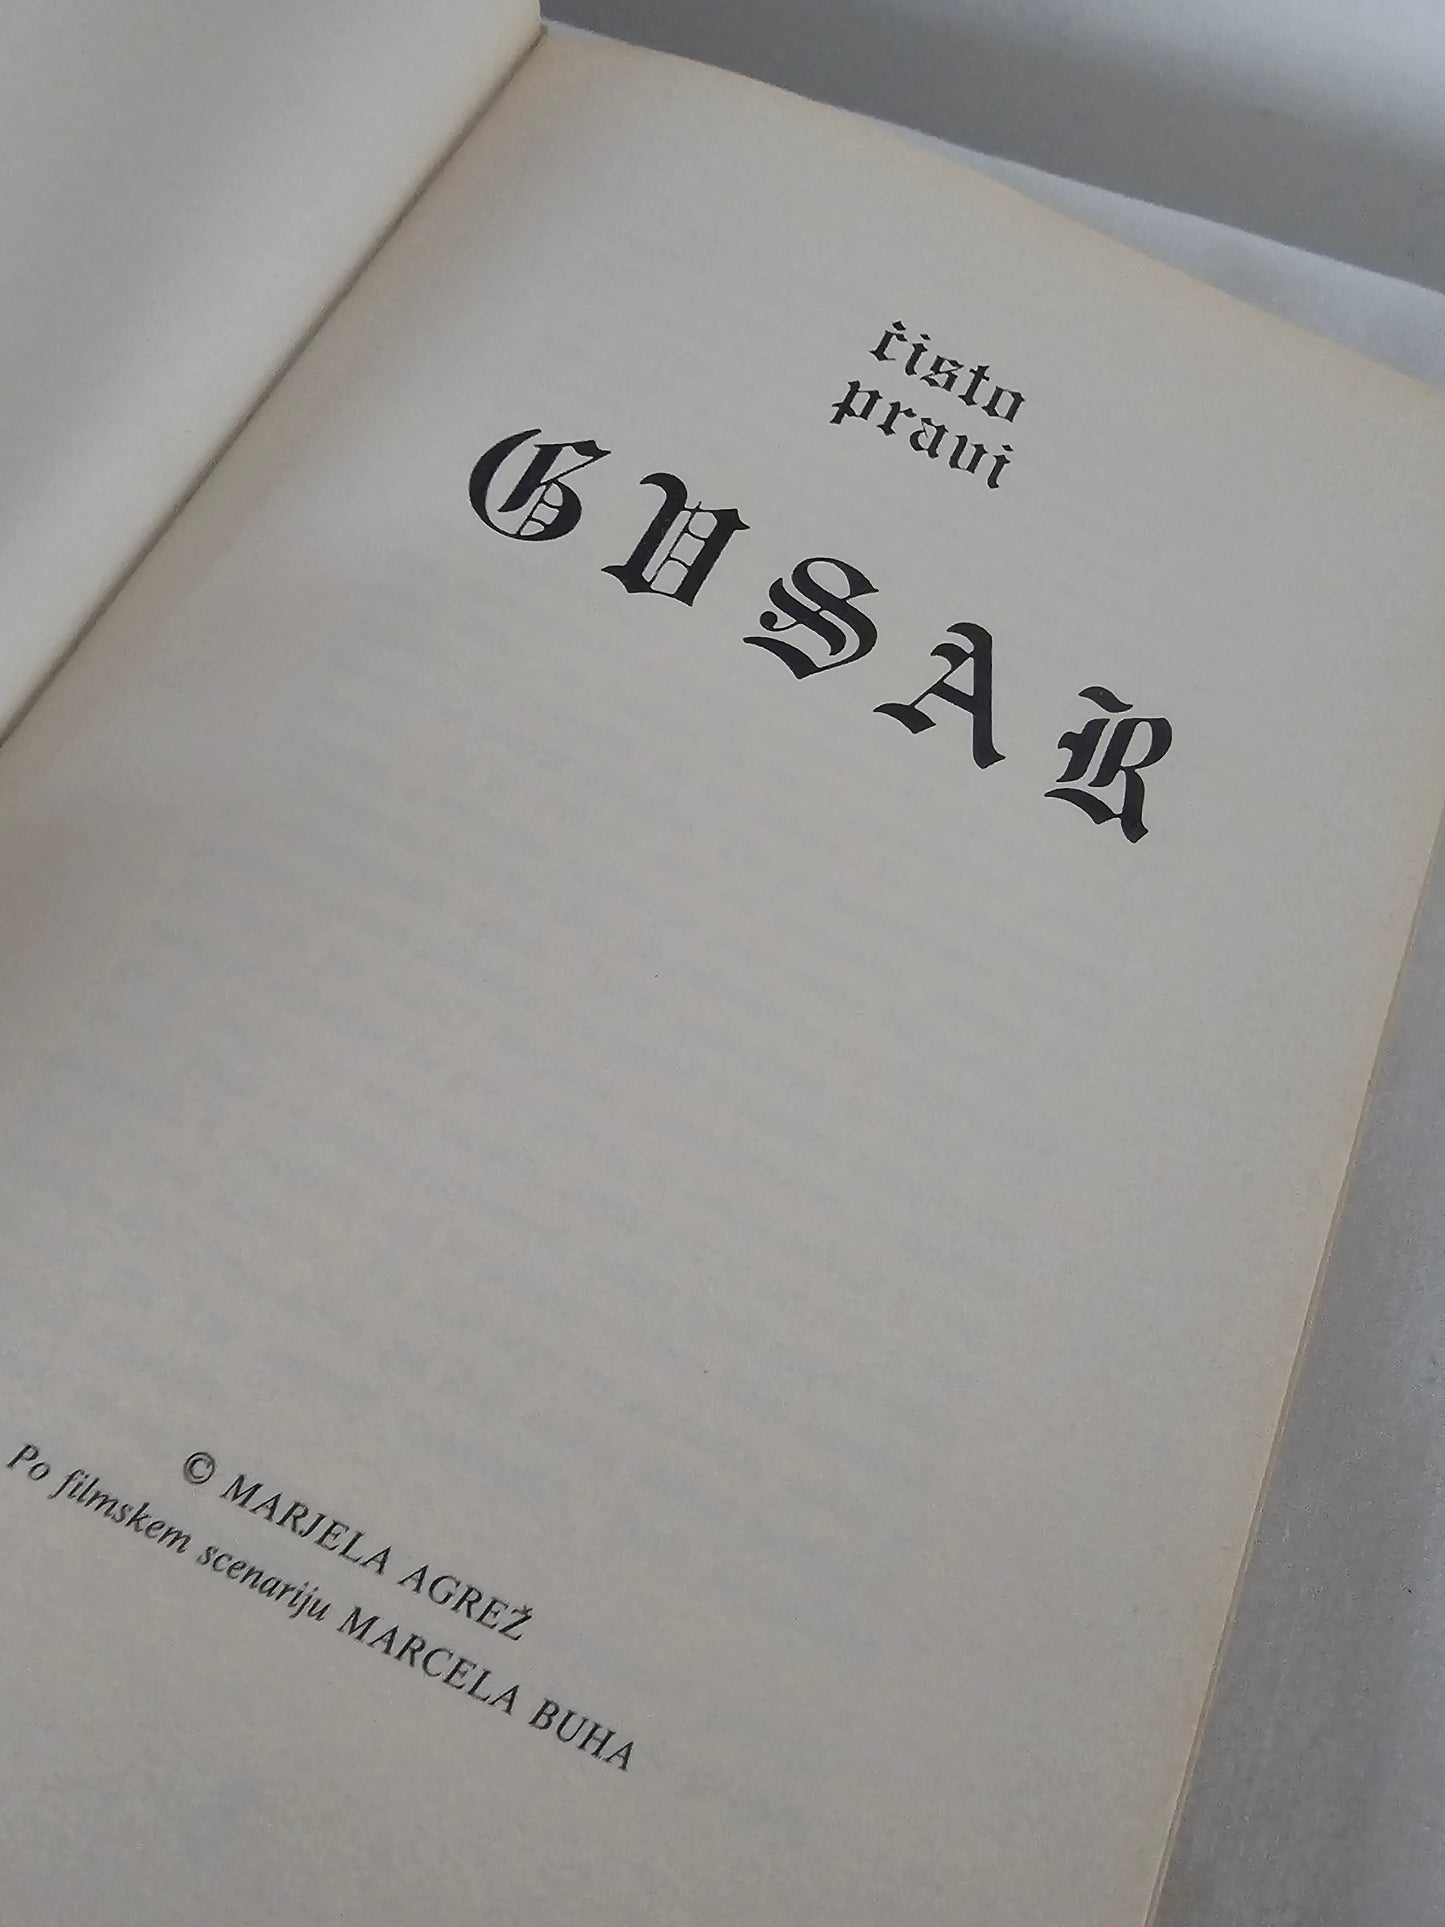 čisto
pravi
GUSAR
© MARJELA AGREŽ
Po filmskem scenariju MARCELA BUHA